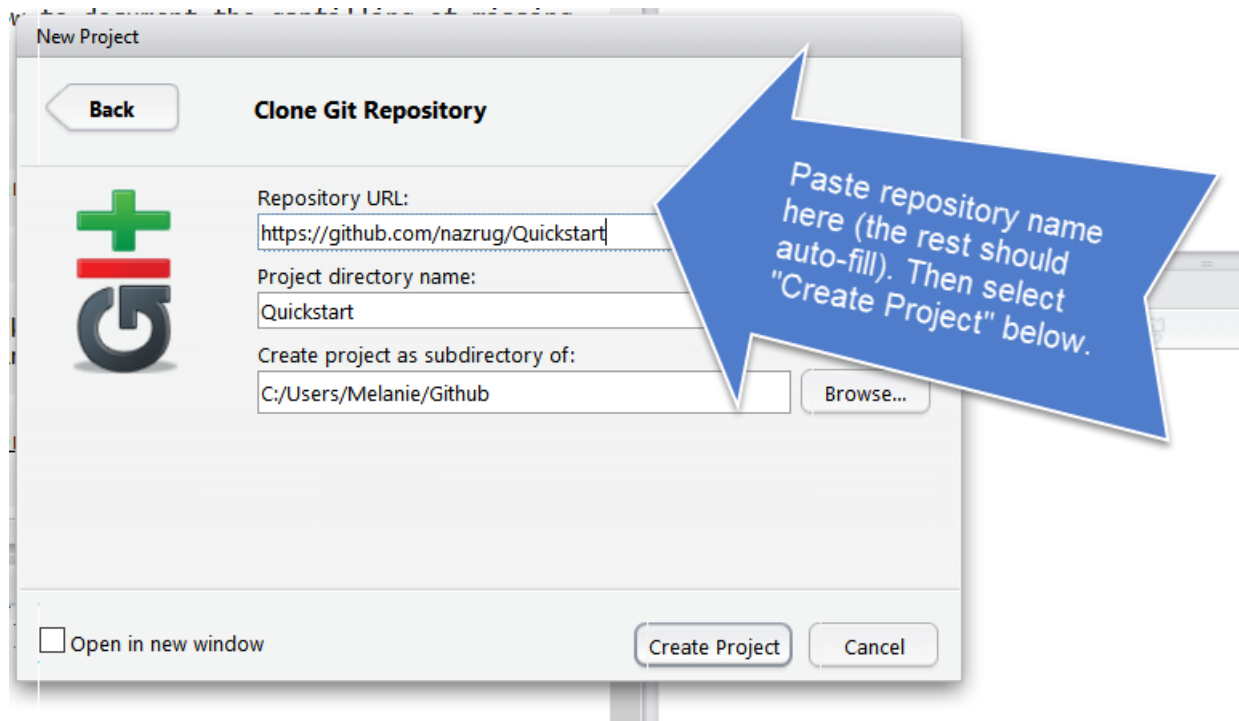 New Project
Back
Clone Git Repository
Repository URL:
https://github.com/nazrug/Quickstart
Project directory name:
Quickstart
Create project as subdirectory of:
C:/Users/Melanie/Github
Browse...
Paste repository name
here (the rest should
auto-fill). Then select
"Create Project" below.
Open in new window
Create Project
Cancel